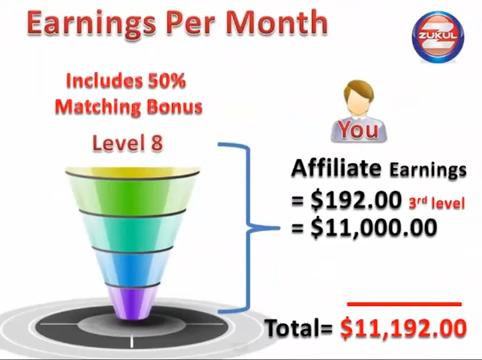 Earnings Per Month
ZUKUL
Includes 50%
Matching Bonus
Level 8
You
Affiliate Earnings
= $192.00 3rd level
= $11,000.00
Total= $11,192.00